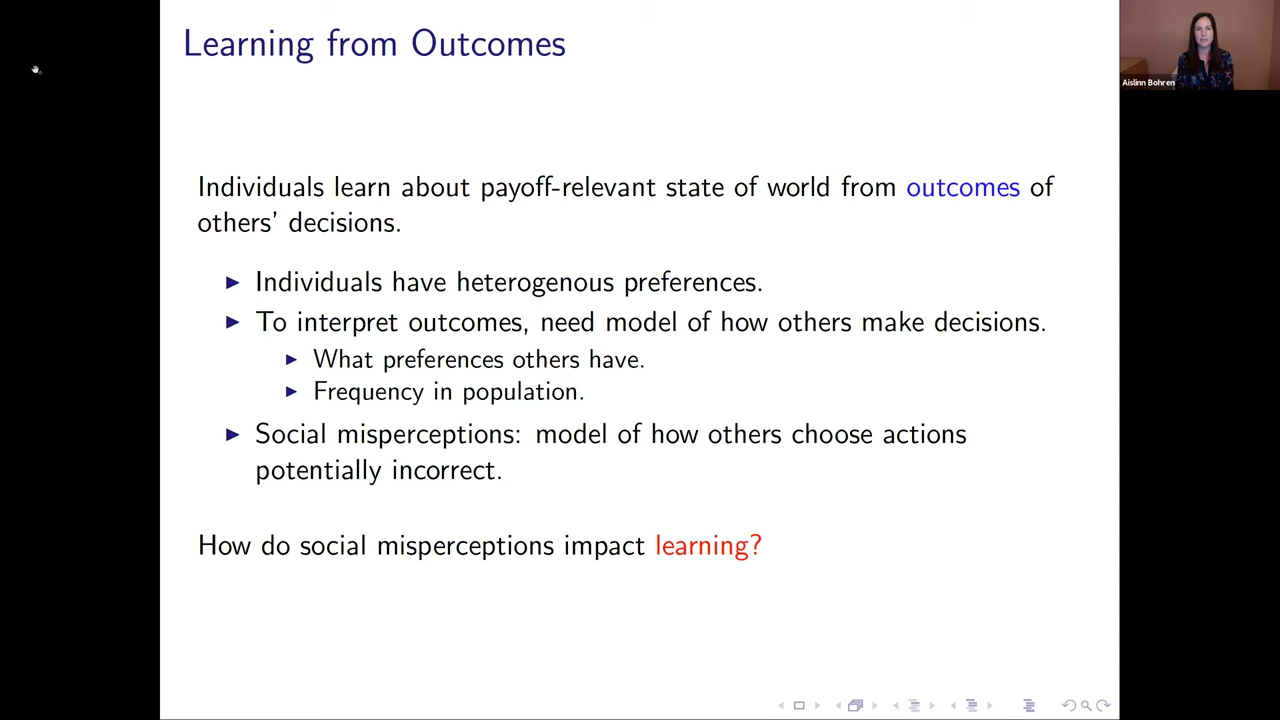 Learning from Outcomes
Aislinn Bohren
Individuals learn about payoff-relevant state of world from outcomes of
others' decisions.
Individuals have heterogenous preferences.
To interpret outcomes, need model of how others make decisions.
What preferences others have.
Frequency in population.
Social misperceptions: model of how others choose actions
potentially incorrect.
How do social misperceptions impact learning?